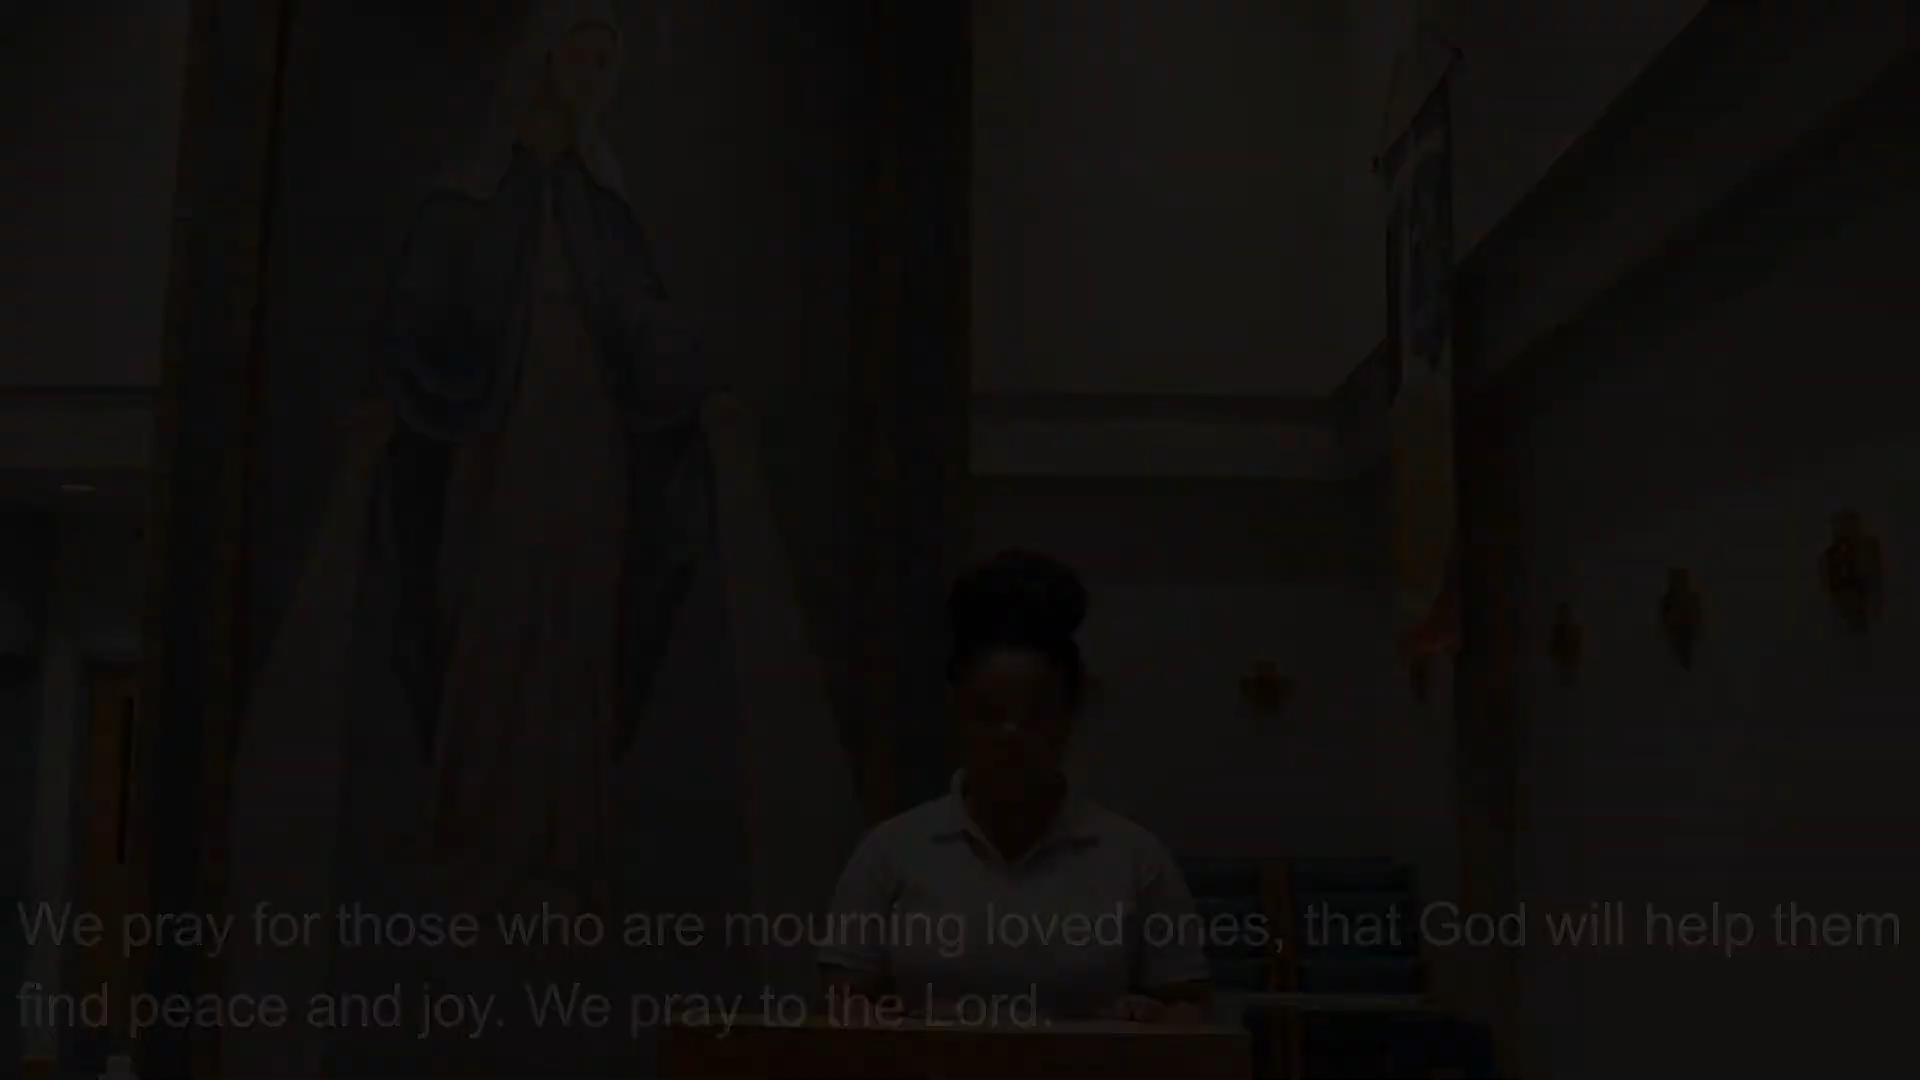 We pray for those who are mourning loved ones, that God will help them
find peace and joy. We pray to the Lord.